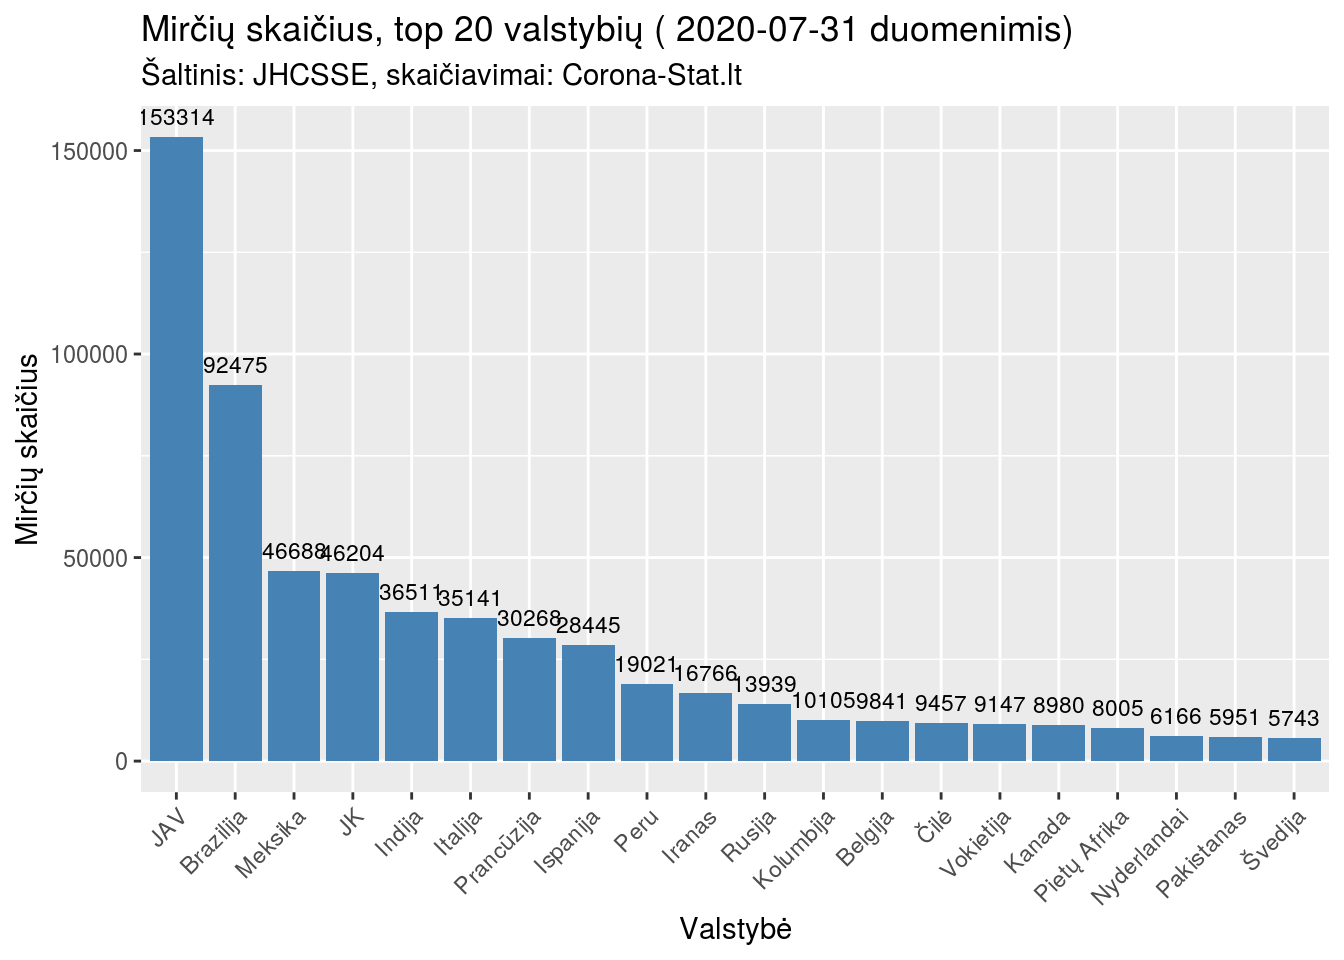 Mirčių skaičius, top 20 valstybių ( 2020-07-31 duomenimis)
Šaltinis: JHCSSE, skaičiavimai: Corona-Stat.lt
Mirčių skaičius
150000
100000
50000
0
153314
92475
46688
46204
36511
35141
30268
28445
19021
16766
13939
10105
9841
9457
9147
8980
8005
6166
5951
5743
JAV
Brazilija
Meksika
JK
Indija
Italija
Prancūzija
Ispanija
Peru
Iranas
Rusija
Kolumbija
Belgija
Čilė
Vokietija
Kanada
Pietų Afrika
Nyderlandai
Pakistanas
Švedija
Valstybė